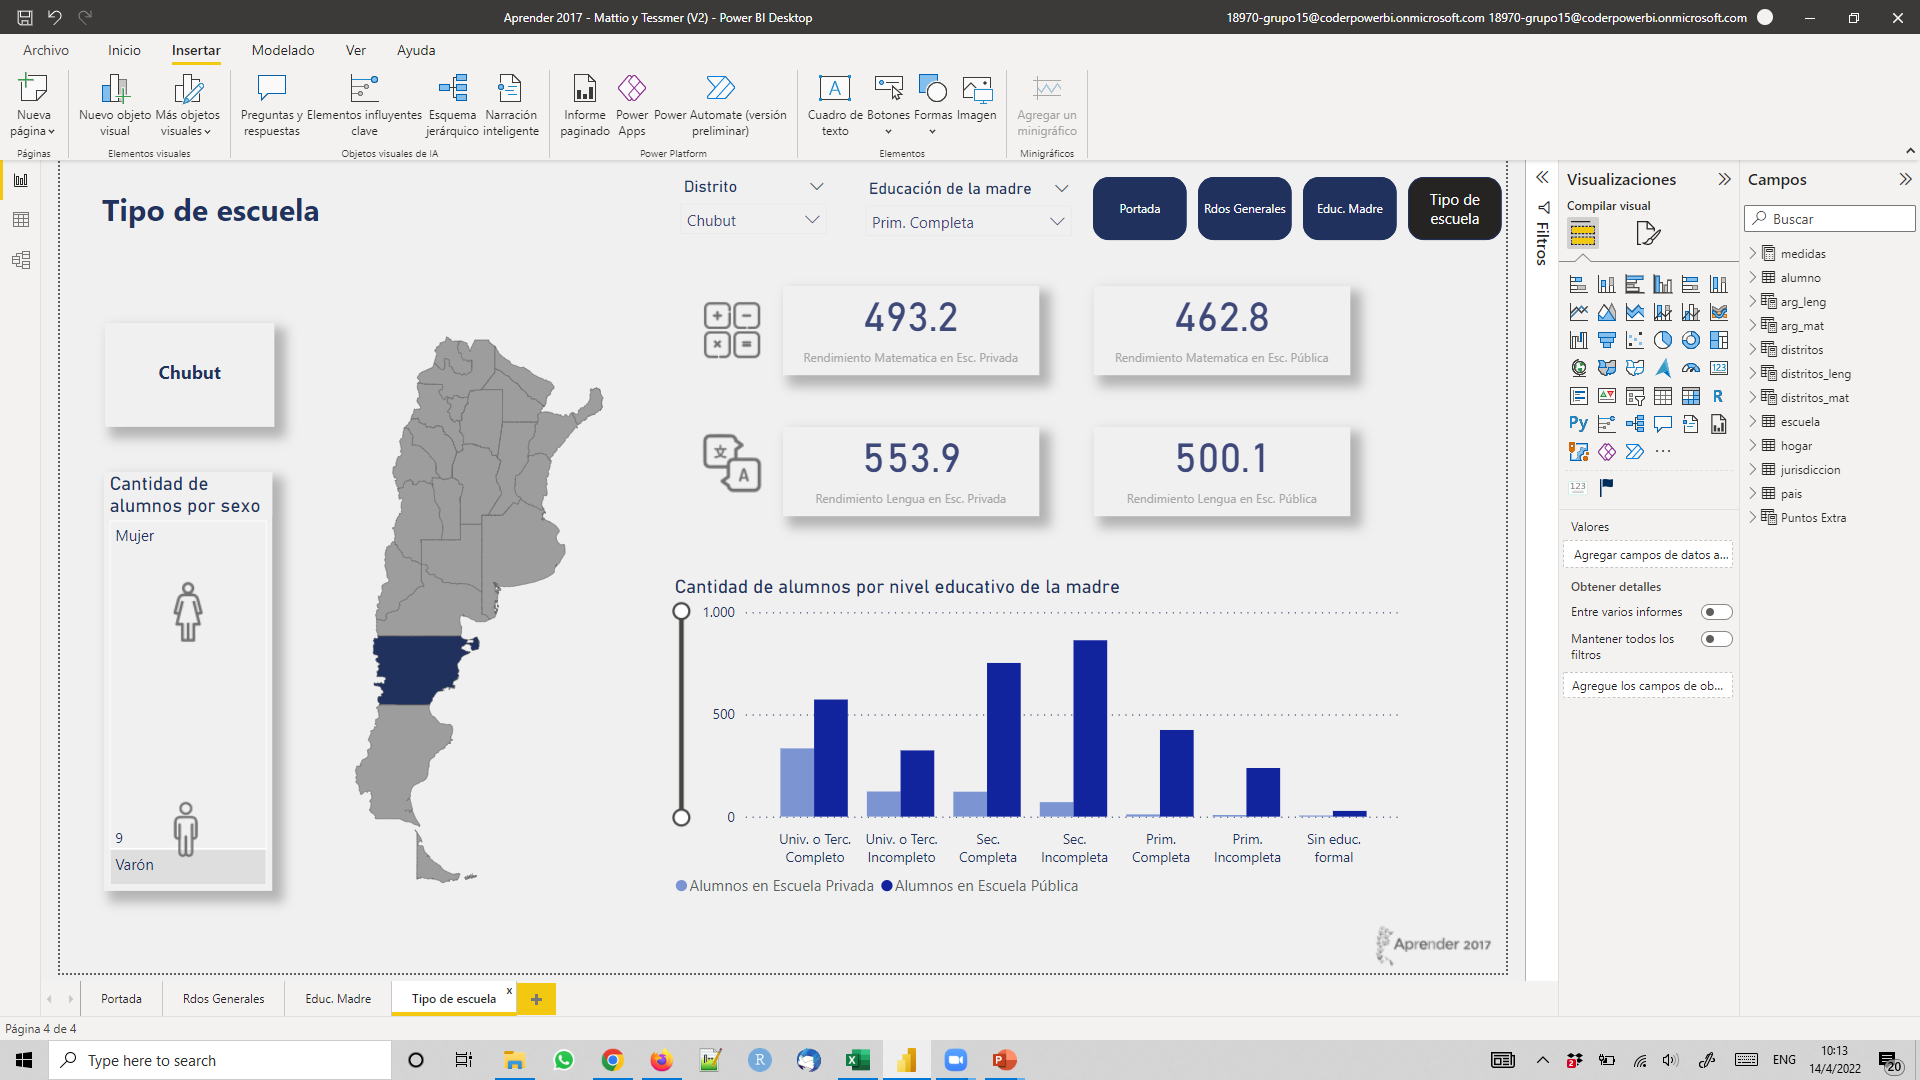 Aprender 2017 - Mattio y Tessmer (V2) - Power BI Desktop
18970-grupo15@coderpowerbi.onmicrosoft.com 18970-grupo15@coderpowerbi.onmicrosoft.com
Archivo Inicio Insertar Modelado Ver Ayuda
Nueva página
Nuevo objeto visual
Más objetos visuales
Preguntas y respuestas
Elementos influyentes clave
Esquema jerárquico
Narración inteligente
Informe paginado
Power Apps
Power Automate (versión preliminar)
Cuadro de texto
Botones
Formas
Imagen
Agregar un minigráfico
Páginas
Elementos visuales
Objetos visuales de IA
Power Platform
Elementos
Minigráficos
Tipo de escuela
Distrito
Chubut
Educación de la madre
Prim. Completa
Portada
Rdos Generales
Educ. Madre
Tipo de
escuela
Chubut
Cantidad de
alumnos por sexo
Mujer
9
Varón
493.2
Rendimiento Matematica en Esc. Privada
462.8
Rendimiento Matematica en Esc. Pública
文 A
553.9
Rendimiento Lengua en Esc. Privada
500.1
Rendimiento Lengua en Esc. Pública
Cantidad de alumnos por nivel educativo de la madre
1.000
500
0
Univ. o Terc. Completo
Univ. o Terc. Incompleto
Sec. Completa
Sec. Incompleta
Prim. Completa
Prim. Incompleta
Sin educ. formal
Alumnos en Escuela Privada Alumnos en Escuela Pública
Aprender 2017
Filtros
Visualizaciones
Compilar visual
123
R
Py
...
123
Valores
Agregar campos de datos a...
Obtener detalles
Entre varios informes
Mantener todos los
filtros
Agregue los campos de ob...
Campos
Buscar
medidas
alumno
arg_leng
arg_mat
distritos
distritos_leng
distritos_mat
escuela
hogar
jurisdiccion
pais
Puntos Extra
Portada Rdos Generales Educ. Madre Tipo de escuela x +
Página 4 de 4
Type here to search
R
ENG
10:13
14/4/2022
20